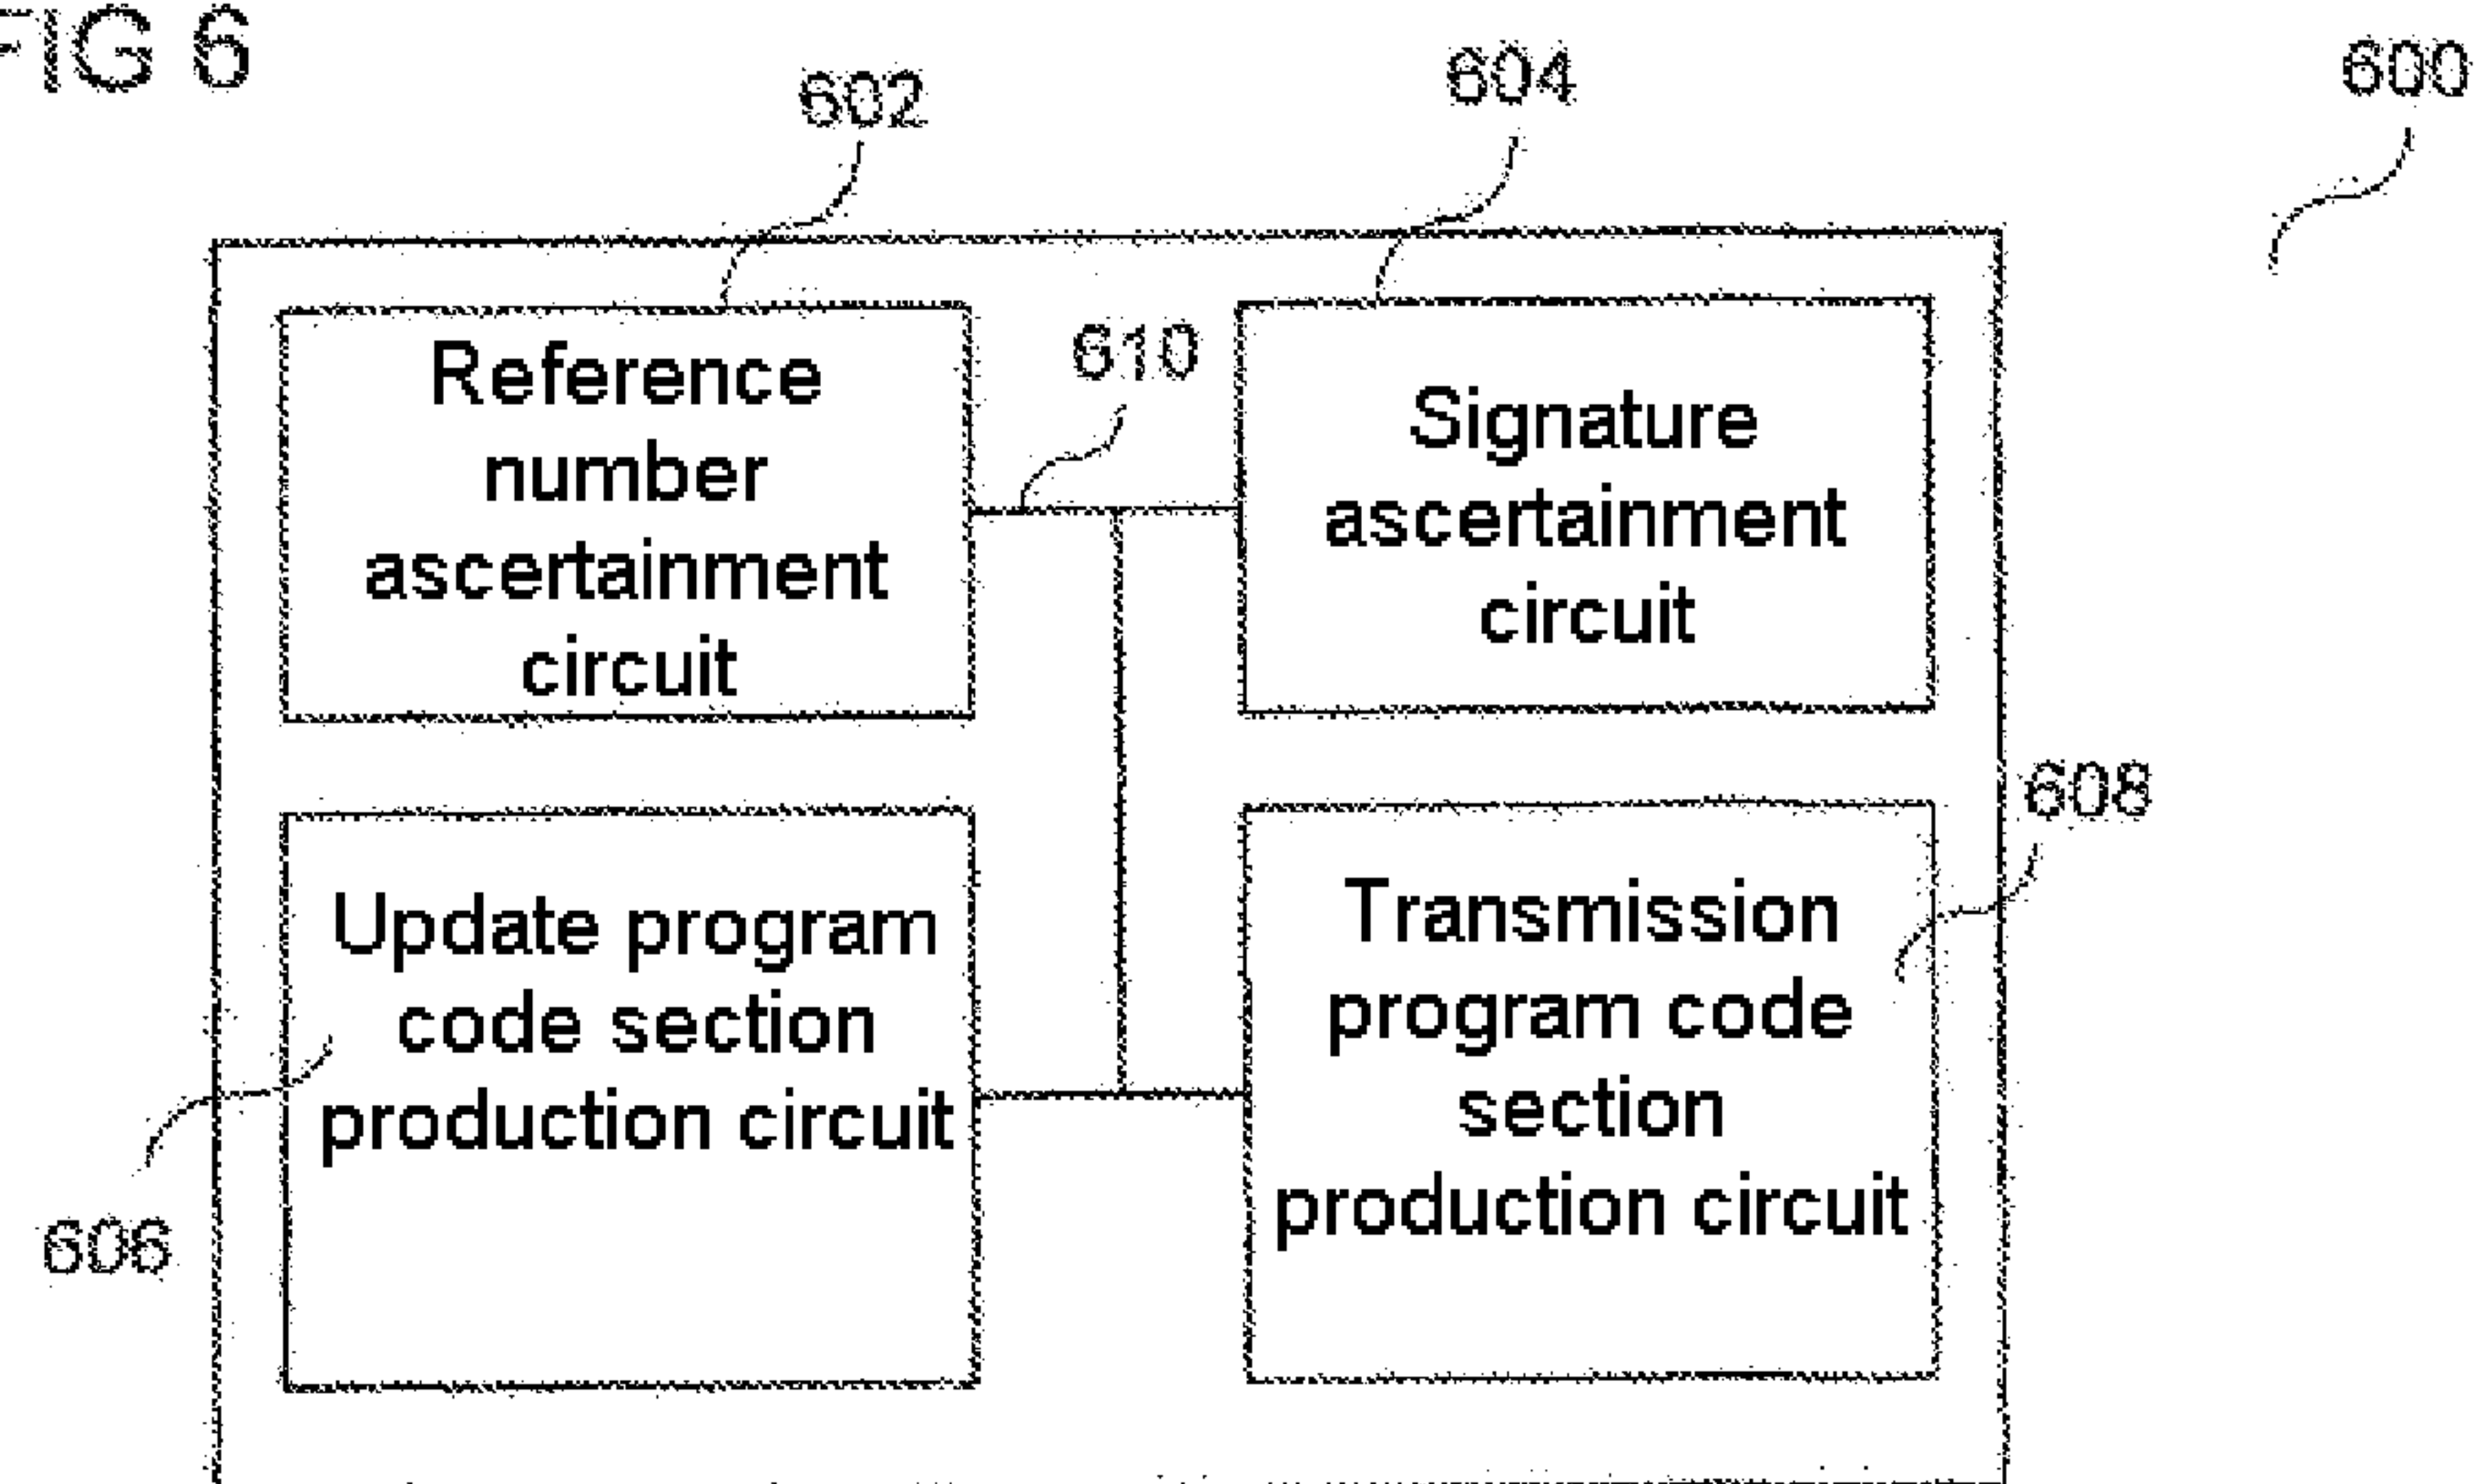 FIG 6
602
604
600
610
Reference
number
ascertainment
circuit
Signature
ascertainment
circuit
608
Update program
code section
production circuit
Transmission
program code
section
production circuit
606